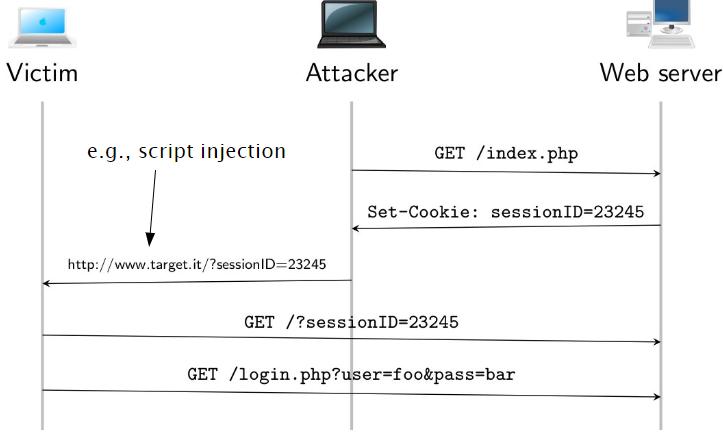 Victim
Attacker
Web server
e.g., script injection
GET /index.php
Set-Cookie: sessionID=23245
http://www.target.it/?sessionID=23245
GET /?sessionID=23245
GET /login.php?user=foo&pass=bar